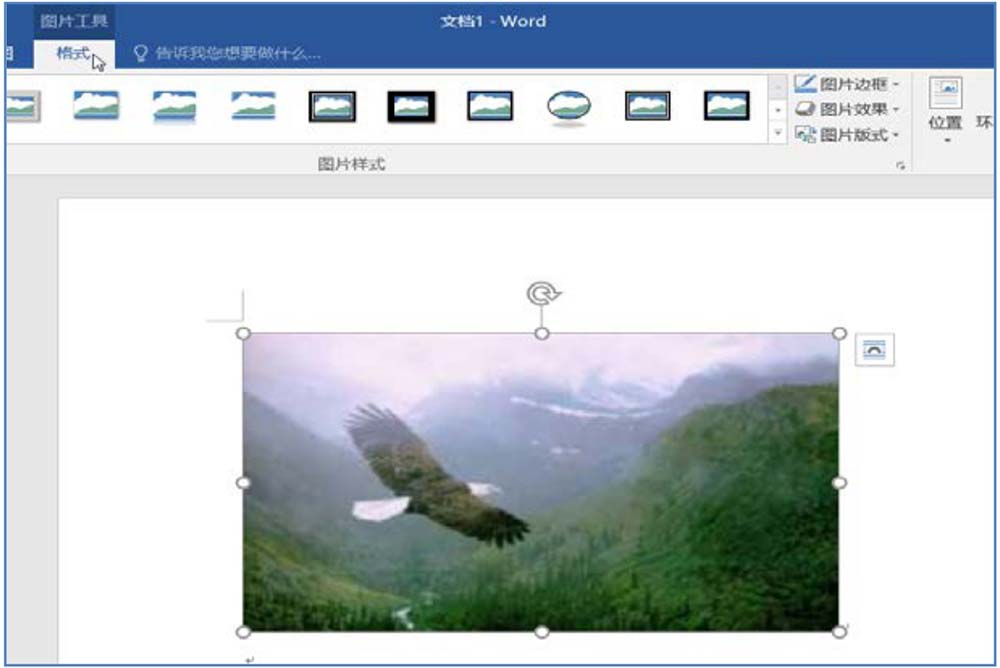 图片工具
文档1 - Word
格式
告诉我您想要做什么...
图片边框
图片效果
图片版式
位置
环
图片样式